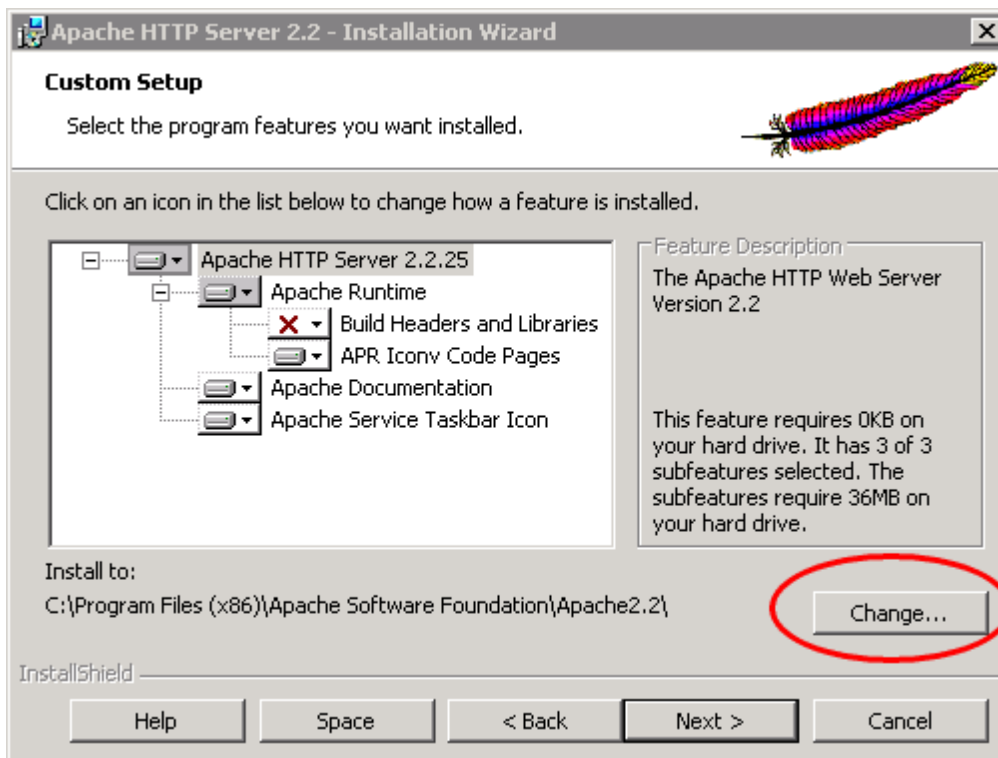 Apache HTTP Server 2.2 - Installation Wizard
Custom Setup
Select the program features you want installed.
Click on an icon in the list below to change how a feature is installed.
Apache HTTP Server 2.2.25
Apache Runtime
Build Headers and Libraries
APR Iconv Code Pages
Apache Documentation
Apache Service Taskbar Icon
Feature Description
The Apache HTTP Web Server
Version 2.2
This feature requires 0KB on
your hard drive. It has 3 of 3
subfeatures selected. The
subfeatures require 36MB on
your hard drive.
Install to:
C:\Program Files (x86)\Apache Software Foundation\Apache2.2\
Change...
InstallShield
Help
Space
< Back
Next >
Cancel